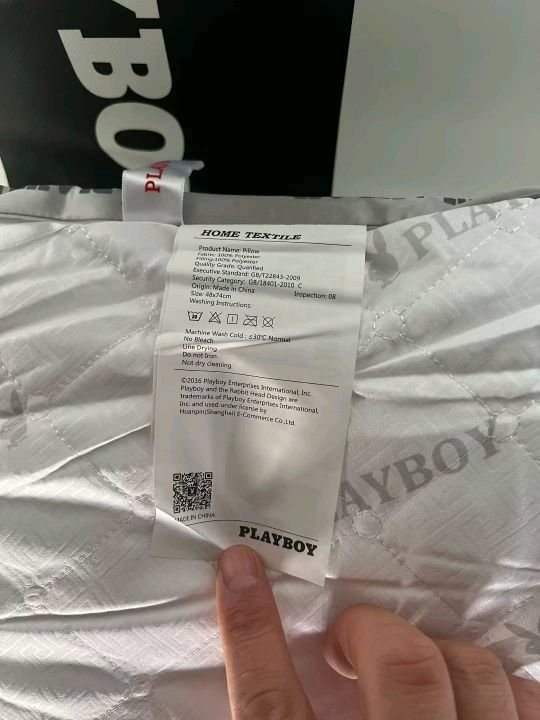 YBO
PLA
PLAY
HOME TEXTILE
Product Name: Pillow
Fabric: 100% Polyester
Filling:100% Polyester
Quality Grade: Qualified
Executive Standard: GB/T22843-2009
Security Category: GB/18401-2010 C
Origin: Made in China Inspection: 08
Size: 48x74cm
Washing Instructions:
30
Machine Wash Cold : ≤30℃ Normal
No Bleach
Line Drying
Do not Iron
Not dry cleaning
©2016 Playboy Enterprises International, Inc.
Playboy and the Rabbit Head Design are
trademarks of Playboy Enterprises International,
Inc. and used under license by
Huanpin(Shanghai) E-Commerce Co.,Ltd.
LAYBOY
MADE IN CHINA
PLAYBOY